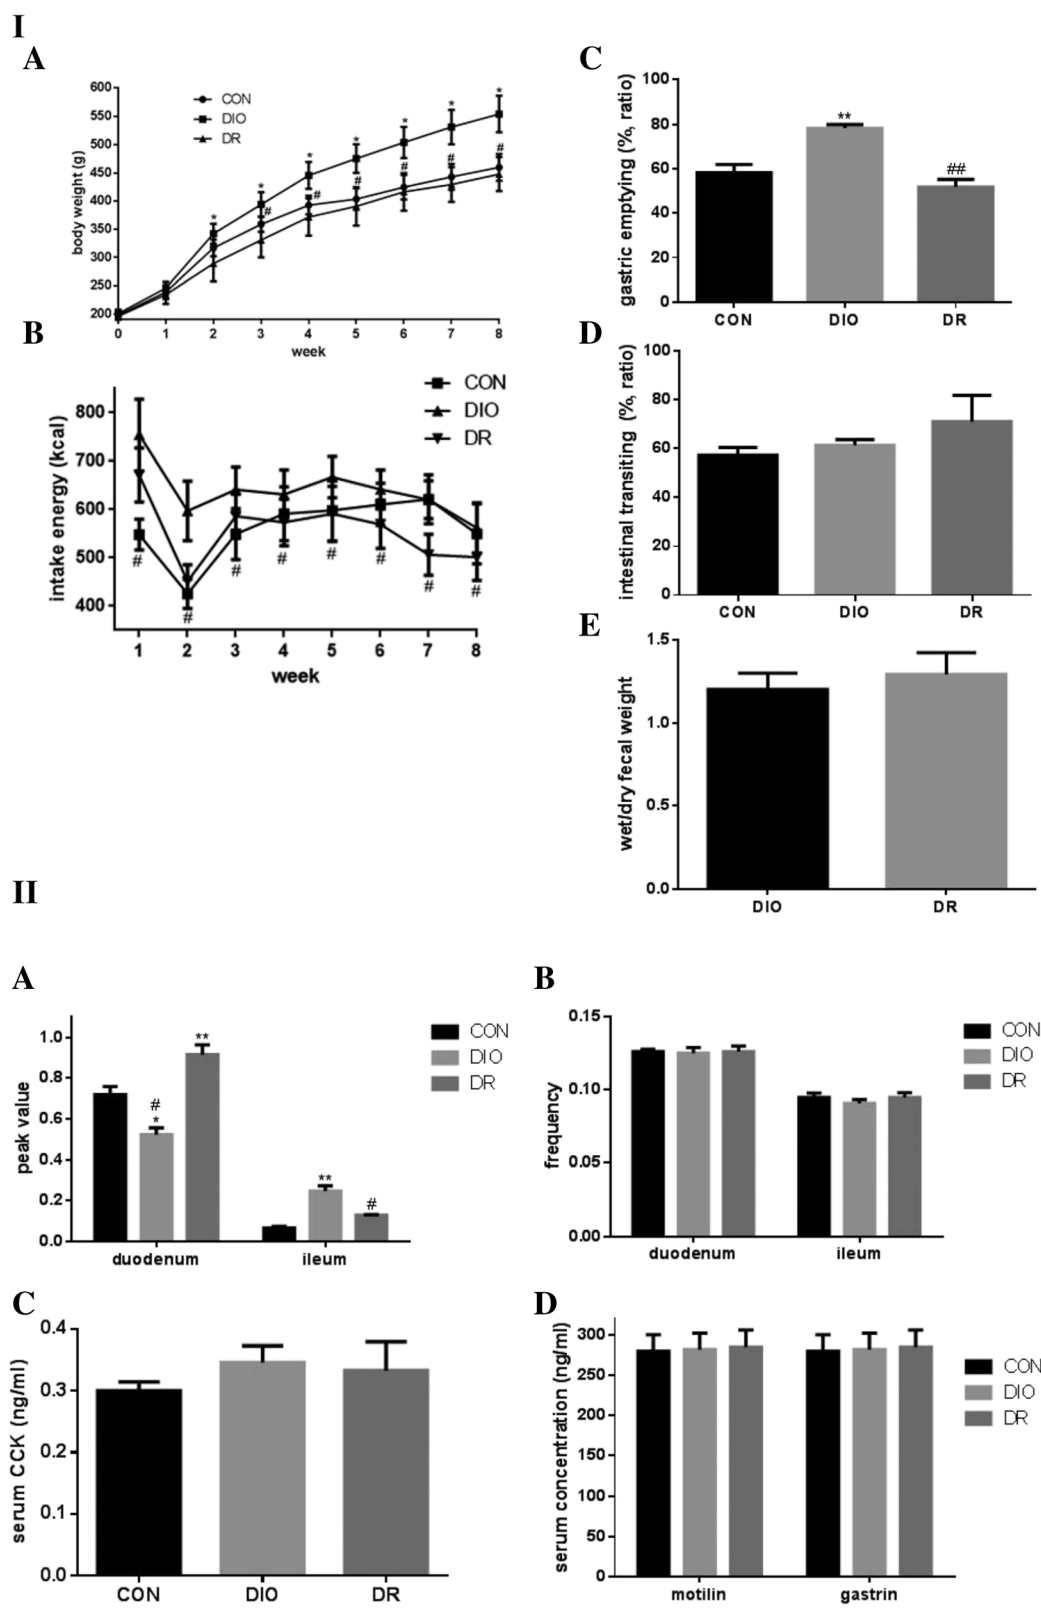 I
A
body weight (g)
600
550
500
450
400
350
300
250
200
CON
DIO
DR
* * * * * * *
# # # # # #
0 1 2 3 4 5 6 7 8
week
B
intake energy (kcal)
800
700
600
500
400
CON
DIO
DR
# # # # # # # #
1 2 3 4 5 6 7 8
week
C
gastric emptying (%, ratio)
100
80
60
40
20
0
**
##
CON DIO DR
D
intestinal transiting (%, ratio)
100
80
60
40
20
0
CON DIO DR
E
wet/dry fecal weight
1.5
1.0
0.5
0.0
DIO DR
II
A
peak value
1.0
0.8
0.6
0.4
0.2
0.0
#
*
**
**
#
CON
DIO
DR
duodenum ileum
B
frequency
0.15
0.10
0.05
0.00
CON
DIO
DR
duodenum ileum
C
serum CCK (ng/ml)
0.4
0.3
0.2
0.1
0.0
CON DIO DR
D
serum concentration (ng/ml)
300
250
200
150
100
50
0
CON
DIO
DR
motilin gastrin